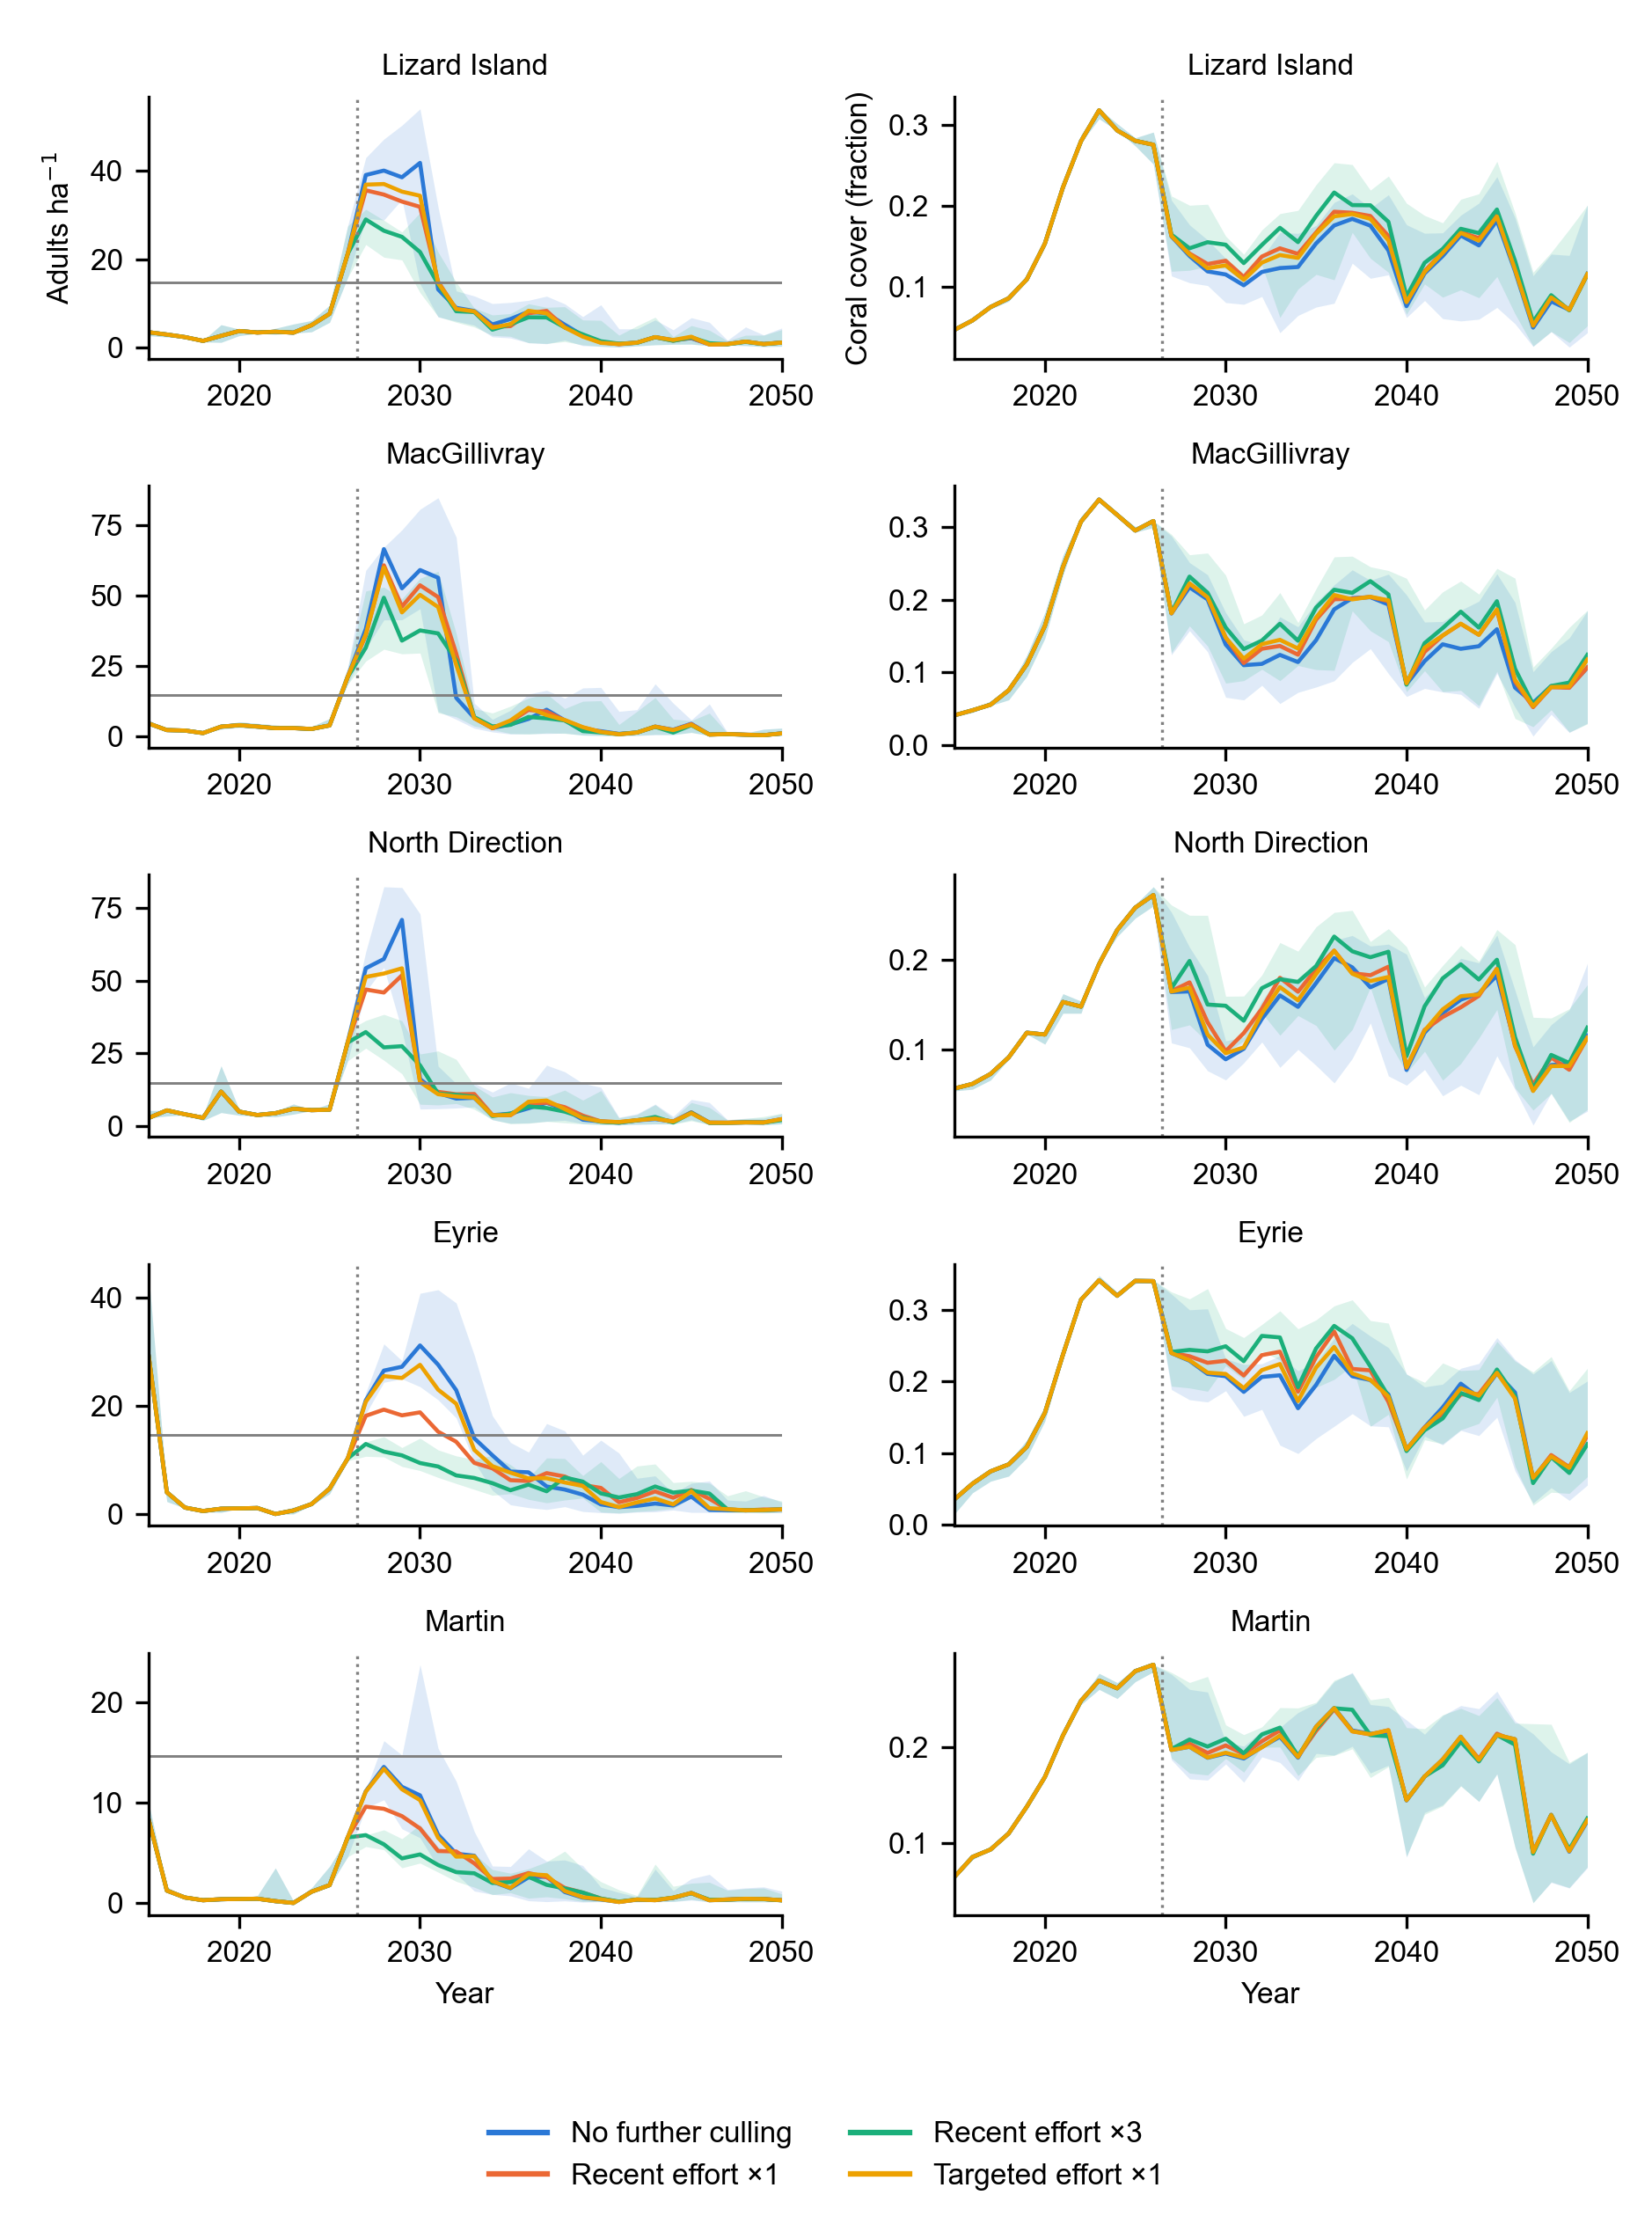 Lizard Island
Lizard Island
Adults ha⁻¹
40
20
0
2020 2030 2040 2050
Coral cover (fraction)
0.3
0.2
0.1
2020 2030 2040 2050
MacGillivray
MacGillivray
75
50
25
0
2020 2030 2040 2050
0.3
0.2
0.1
0.0
2020 2030 2040 2050
North Direction
North Direction
75
50
25
0
2020 2030 2040 2050
0.2
0.1
2020 2030 2040 2050
Eyrie
Eyrie
40
20
0
2020 2030 2040 2050
0.3
0.2
0.1
0.0
2020 2030 2040 2050
Martin
Martin
20
10
0
2020 2030 2040 2050
Year
0.2
0.1
2020 2030 2040 2050
Year
No further culling
Recent effort ×1
Recent effort ×3
Targeted effort ×1